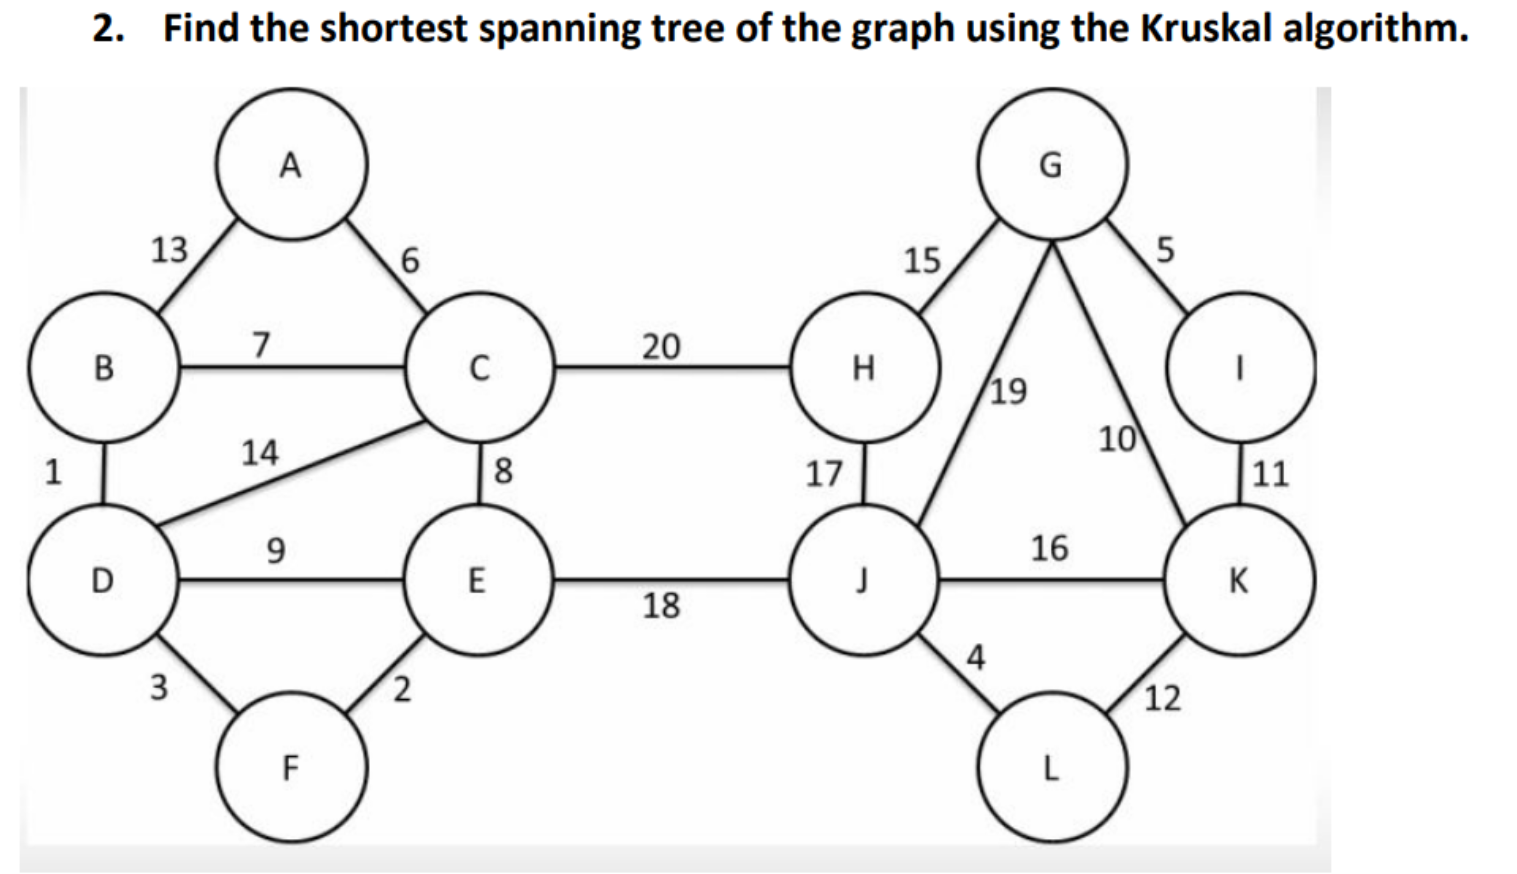 2. Find the shortest spanning tree of the graph using the Kruskal algorithm.
A G
13 6 15 5
7 20
B C H I
19
14 10
1 8 17 11
9 16
D E J K
18
3 2 4 12
F L